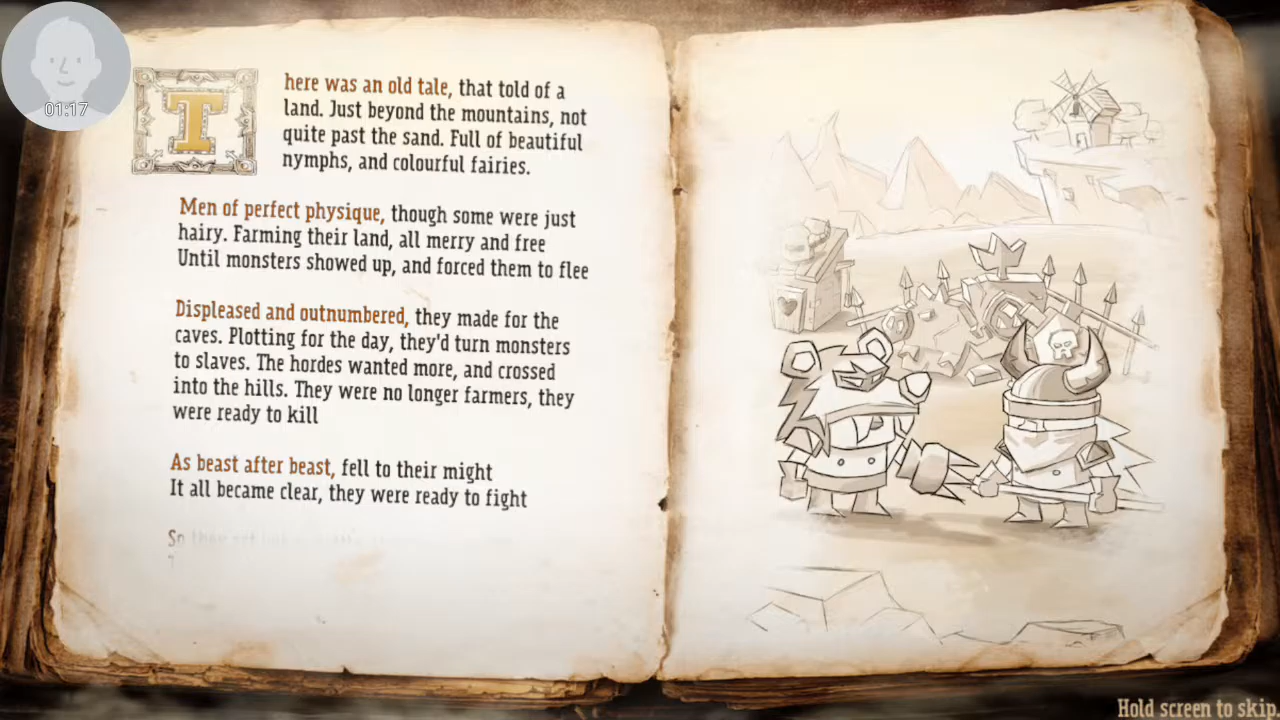 01:17
There was an old tale, that told of a
land. Just beyond the mountains, not
quite past the sand. Full of beautiful
nymphs, and colourful fairies.
Men of perfect physique, though some were just
hairy. Farming their land, all merry and free
Until monsters showed up, and forced them to flee
Displeased and outnumbered, they made for the
caves. Plotting for the day, they'd turn monsters
to slaves. The hordes wanted more, and crossed
into the hills. They were no longer farmers, they
were ready to kill
As beast after beast, fell to their might
It all became clear, they were ready to fight
So they set
Hold screen to skip.